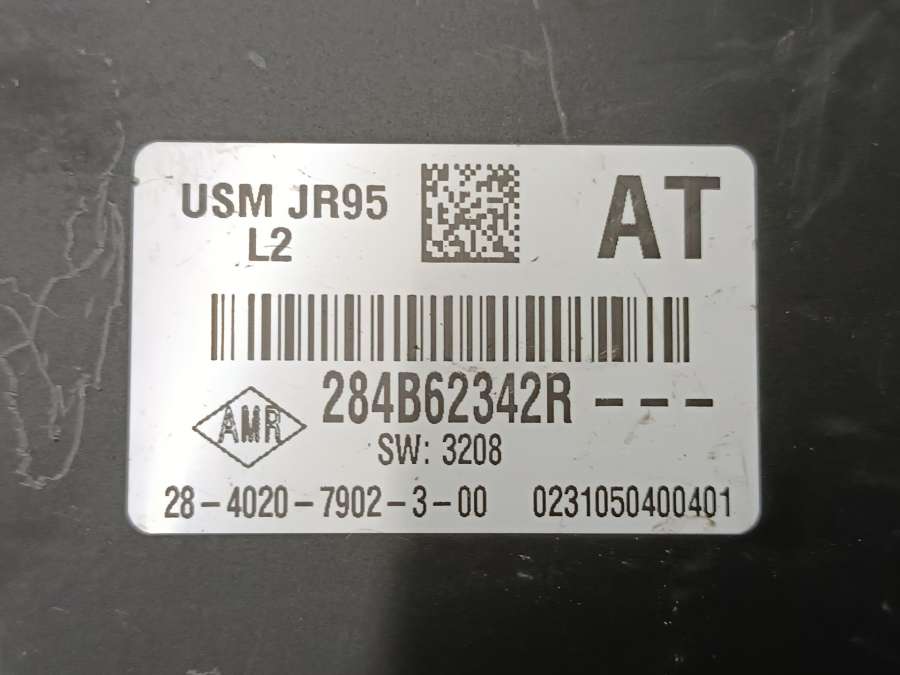 USM JR95
L2
AT
284B62342R - - -
AMR
SW: 3208
28-4020-7902-3-00 0231050400401